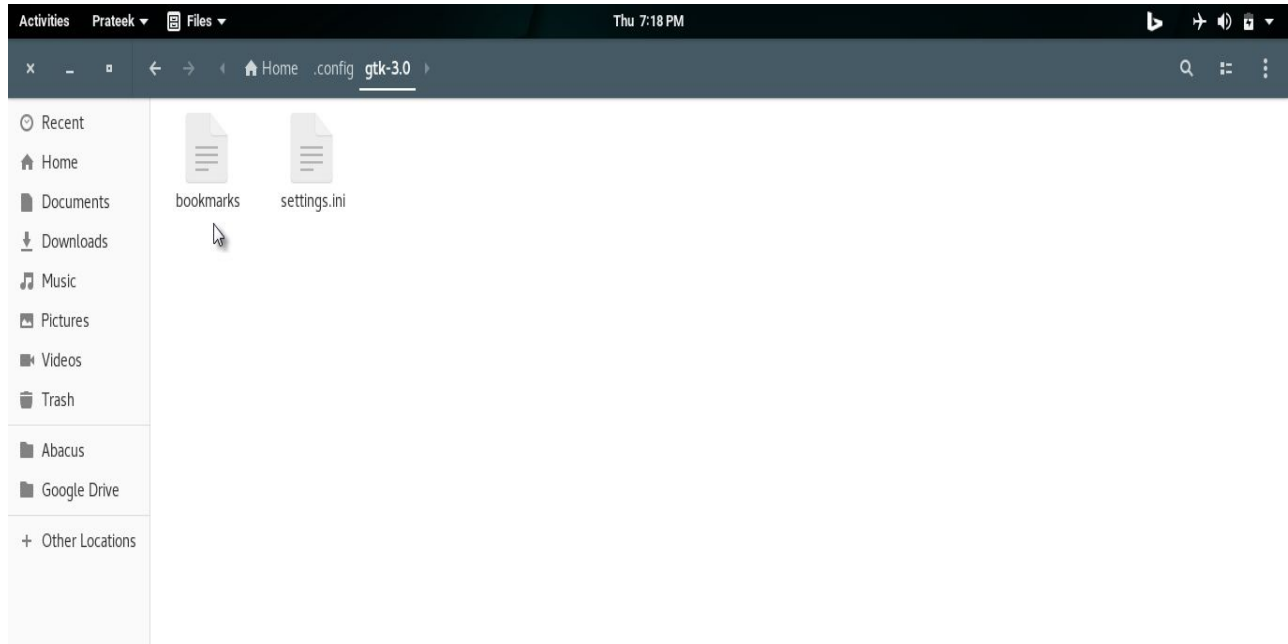 Activities Prateek Files Thu 7:18 PM
Home .config gtk-3.0
Recent
Home
Documents
Downloads
Music
Pictures
Videos
Trash
Abacus
Google Drive
Other Locations
bookmarks settings.ini